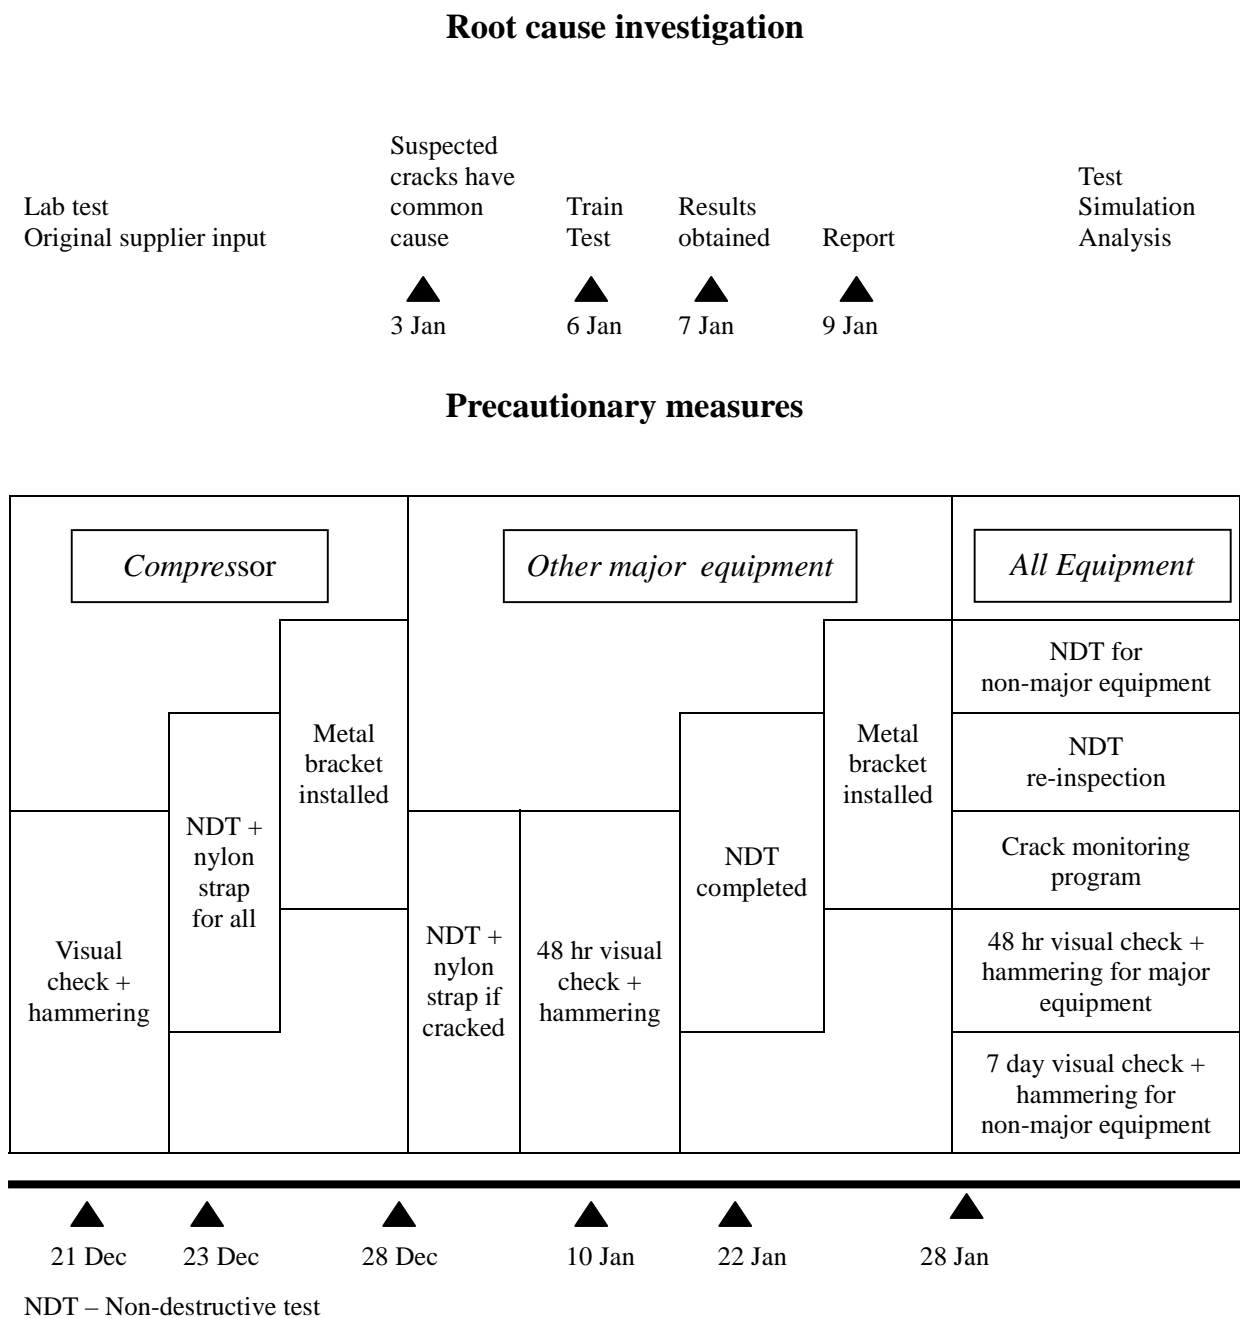 Root cause investigation
Lab test
Original supplier input
Suspected
cracks have
common
cause
3 Jan
Train
Test
6 Jan
Results
obtained
7 Jan
Report
9 Jan
Test
Simulation
Analysis
Precautionary measures
Compressor
Visual
check +
hammering
NDT +
nylon
strap
for all
Metal
bracket
installed
Other major equipment
NDT +
nylon
strap if
cracked
48 hr visual
check +
hammering
NDT
completed
Metal
bracket
installed
All Equipment
NDT for
non-major equipment
NDT
re-inspection
Crack monitoring
program
48 hr visual check +
hammering for major
equipment
7 day visual check +
hammering for
non-major equipment
21 Dec
23 Dec
28 Dec
10 Jan
22 Jan
28 Jan
NDT – Non-destructive test